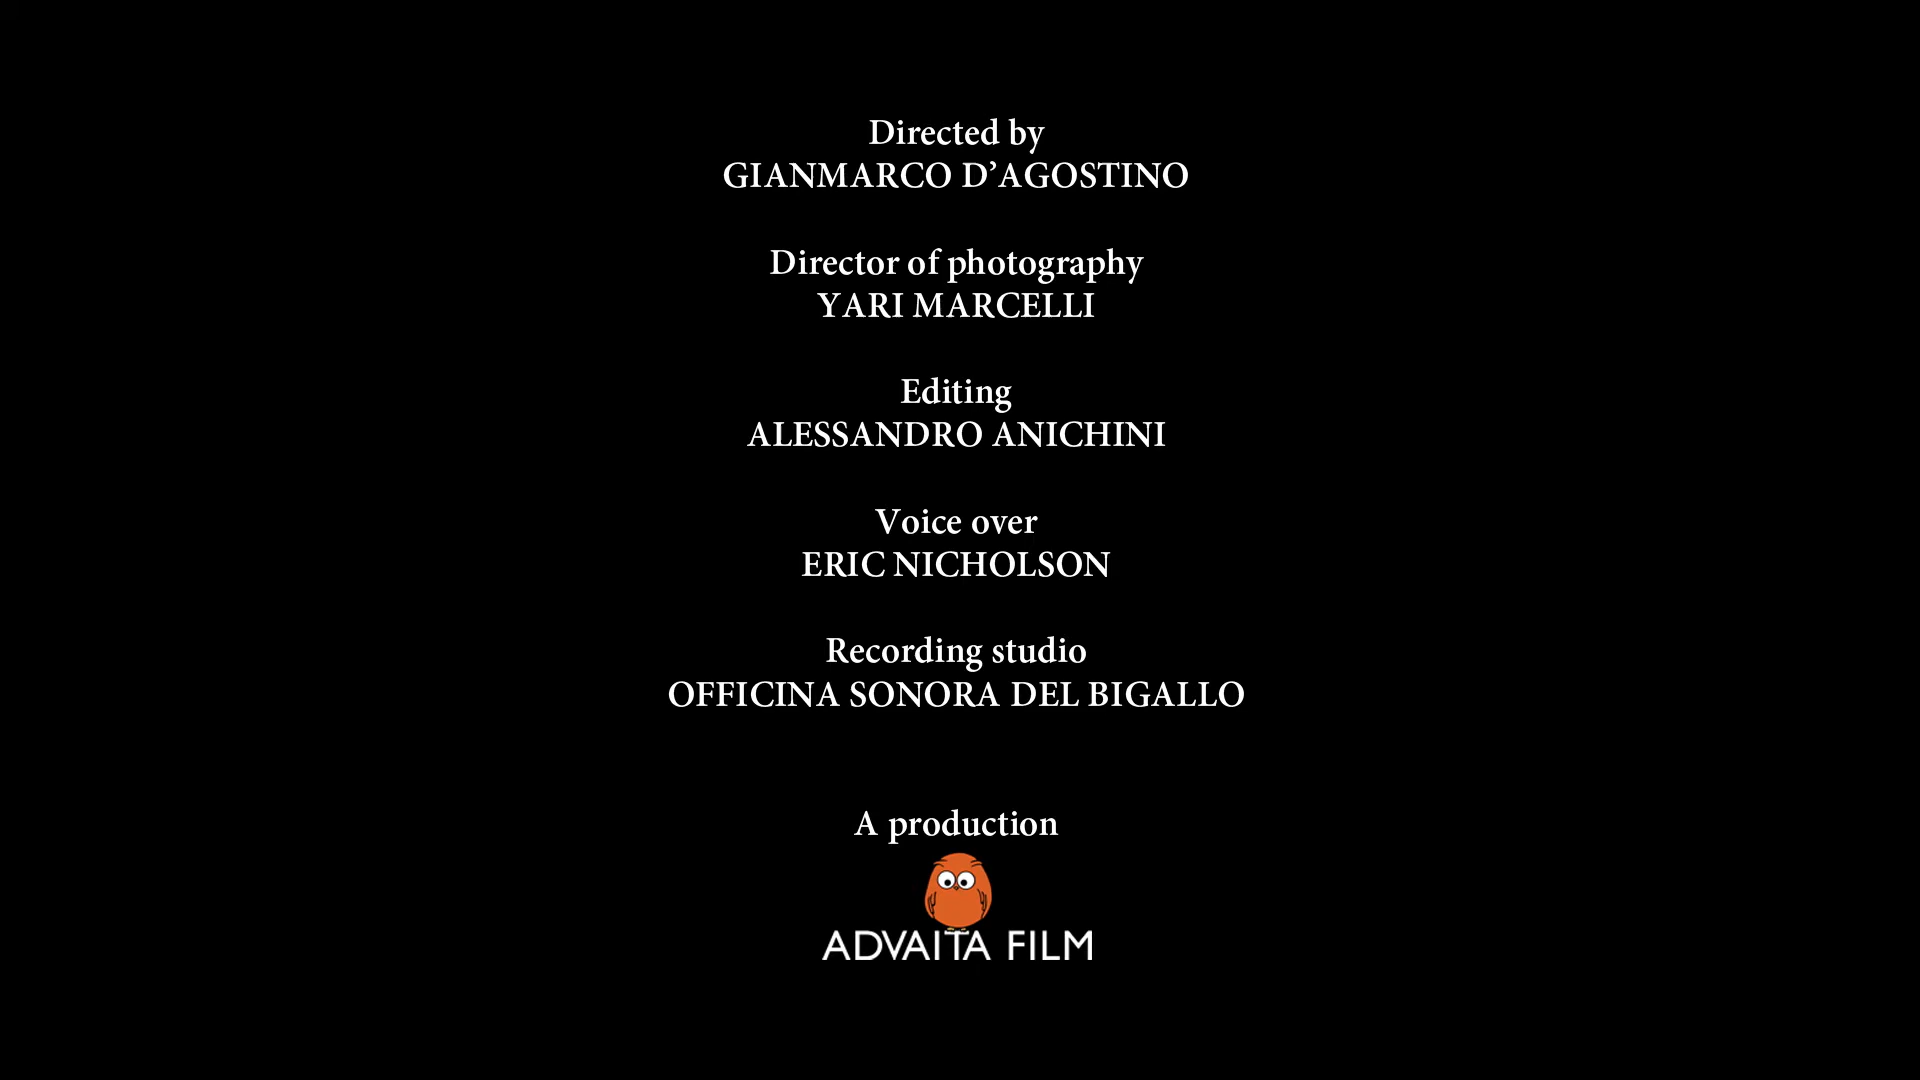 Directed by
GIANMARCO D’AGOSTINO
Director of photography
YARI MARCELLI
Editing
ALESSANDRO ANICHINI
Voice over
ERIC NICHOLSON
Recording studio
OFFICINA SONORA DEL BIGALLO
A production
ADVAITA FILM